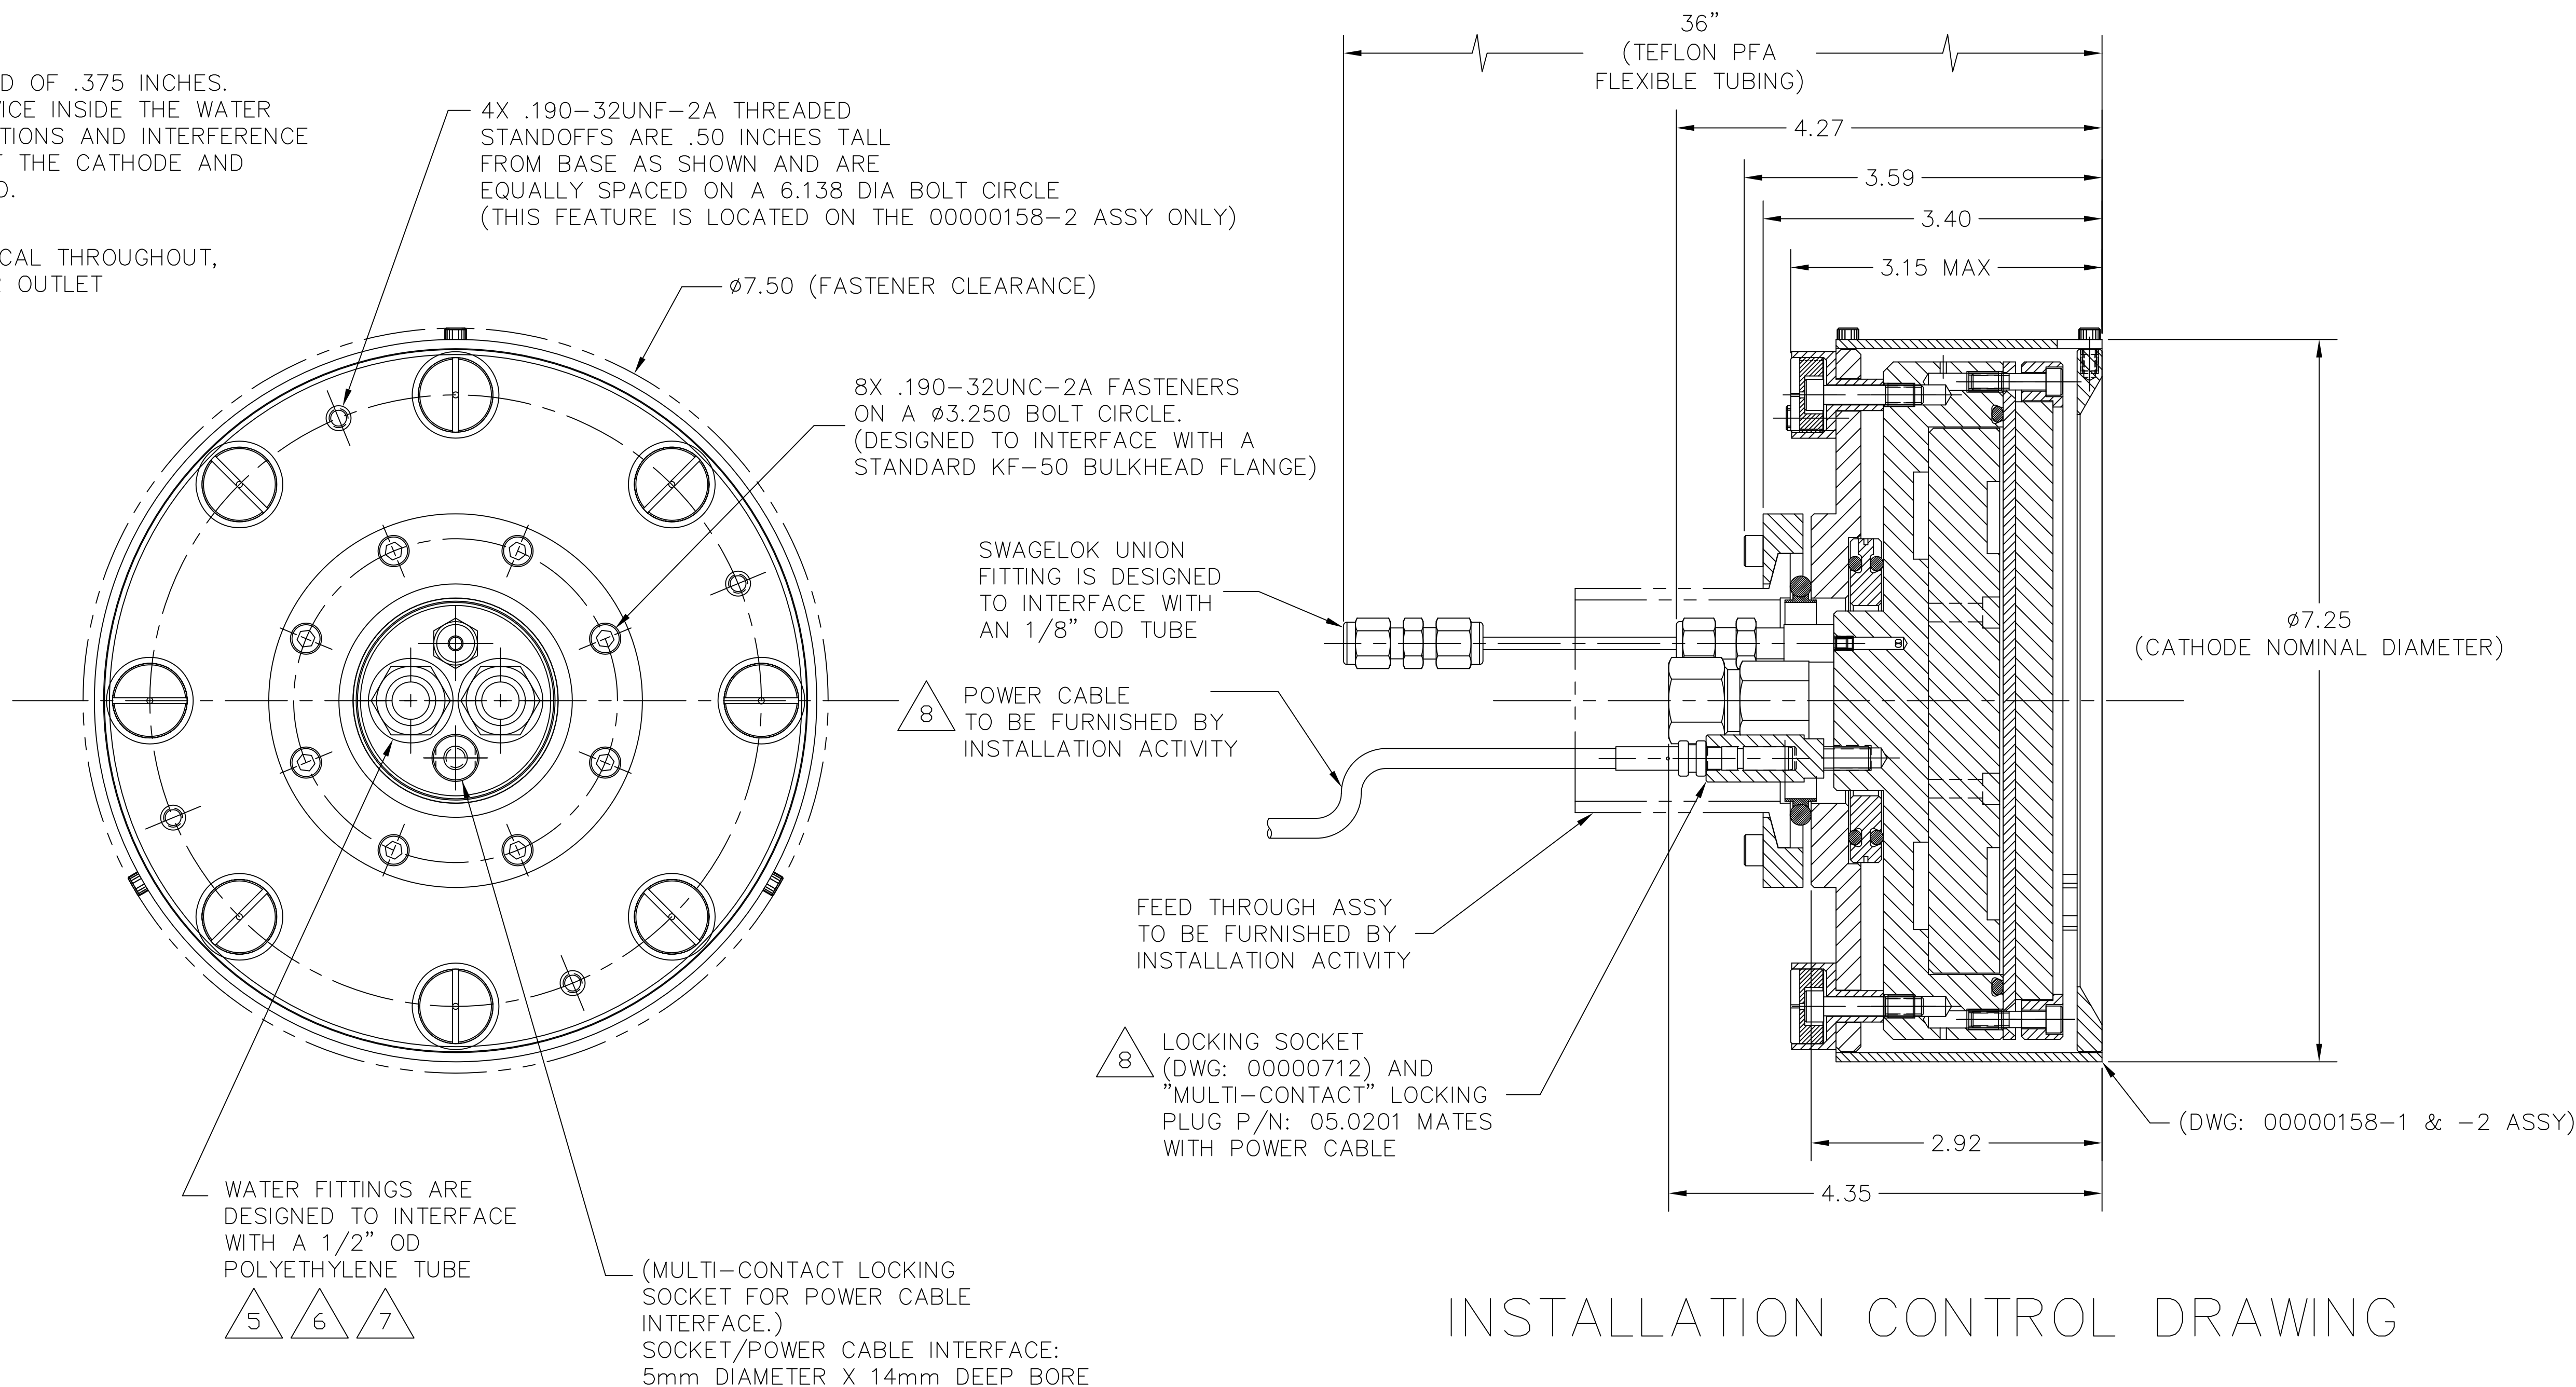 D OF .375 INCHES.
VICE INSIDE THE WATER
TIONS AND INTERFERENCE
T THE CATHODE AND
D.
CAL THROUGHOUT,
OUTLET
4X .190-32UNF-2A THREADED
STANDOFFS ARE .50 INCHES TALL
FROM BASE AS SHOWN AND ARE
EQUALLY SPACED ON A 6.138 DIA BOLT CIRCLE
(THIS FEATURE IS LOCATED ON THE 00000158-2 ASSY ONLY)
ø7.50 (FASTENER CLEARANCE)
8X .190-32UNC-2A FASTENERS
ON A ø3.250 BOLT CIRCLE.
(DESIGNED TO INTERFACE WITH A
STANDARD KF-50 BULKHEAD FLANGE)
SWAGELOK UNION
FITTING IS DESIGNED
TO INTERFACE WITH
AN 1/8" OD TUBE
8
POWER CABLE
TO BE FURNISHED BY
INSTALLATION ACTIVITY
FEED THROUGH ASSY
TO BE FURNISHED BY
INSTALLATION ACTIVITY
8
LOCKING SOCKET
(DWG: 00000712) AND
"MULTI-CONTACT" LOCKING
PLUG P/N: 05.0201 MATES
WITH POWER CABLE
WATER FITTINGS ARE
DESIGNED TO INTERFACE
WITH A 1/2" OD
POLYETHYLENE TUBE
5 6 7
(MULTI-CONTACT LOCKING
SOCKET FOR POWER CABLE
INTERFACE.)
SOCKET/POWER CABLE INTERFACE:
5mm DIAMETER X 14mm DEEP BORE
36"
(TEFLON PFA
FLEXIBLE TUBING)
4.27
3.59
3.40
3.15 MAX
ø7.25
(CATHODE NOMINAL DIAMETER)
(DWG: 00000158-1 & -2 ASSY)
2.92
4.35
INSTALLATION CONTROL DRAWING